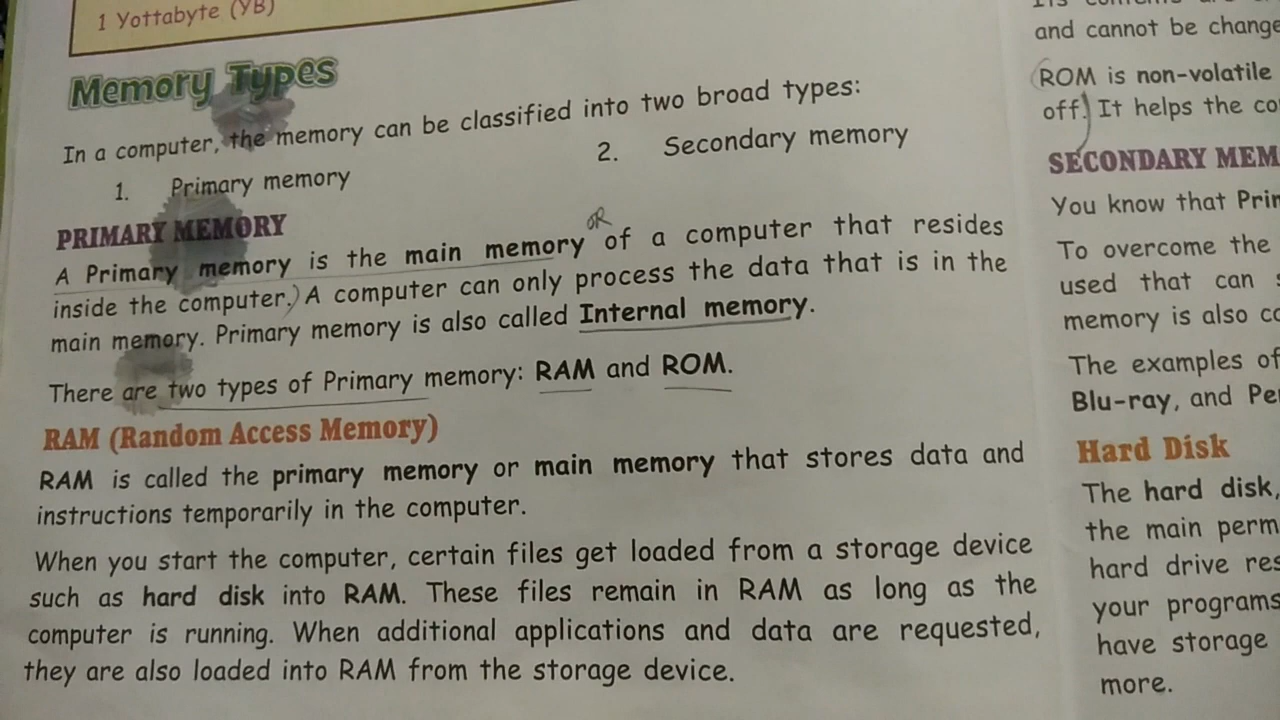 1 Yottabyte (YB)
Memory Types
In a computer, the memory can be classified into two broad types:
1. Primary memory
2. Secondary memory
PRIMARY MEMORY
OR
A Primary memory is the main memory of a computer that resides
inside the computer.) A computer can only process the data that is in the
main memory. Primary memory is also called Internal memory.
There are two types of Primary memory: RAM and ROM.
RAM (Random Access Memory)
RAM is called the primary memory or main memory that stores data and
instructions temporarily in the computer.
When you start the computer, certain files get loaded from a storage device
such as hard disk into RAM. These files remain in RAM as long as the
computer is running. When additional applications and data are requested,
they are also loaded into RAM from the storage device.
and cannot be change
ROM is non-volatile
off.) It helps the co
SECONDARY MEM
You know that Prim
To overcome the
used that can
memory is also co
The examples of
Blu-ray, and Pe
Hard Disk
The hard disk,
the main perm
hard drive res
your programs
have storage
more.